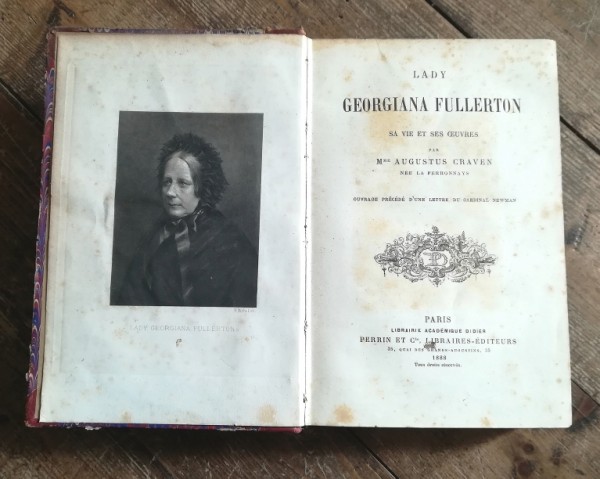 LADY GEORGIANA FULLERTON
LADY
GEORGIANA FULLERTON
SA VIE ET SES ŒUVRES
PAR
Mme AUGUSTUS CRAVEN
NÉE LA FERRONNAYS
OUVRAGE PRÉCÉDÉ D'UNE LETTRE DU CARDINAL NEWMAN
PARIS
LIBRAIRIE ACADÉMIQUE DIDIER
PERRIN ET Cie, LIBRAIRES-ÉDITEURS
35, QUAI DES GRANDS-AUGUSTINS, 35
1888
Tous droits réservés.